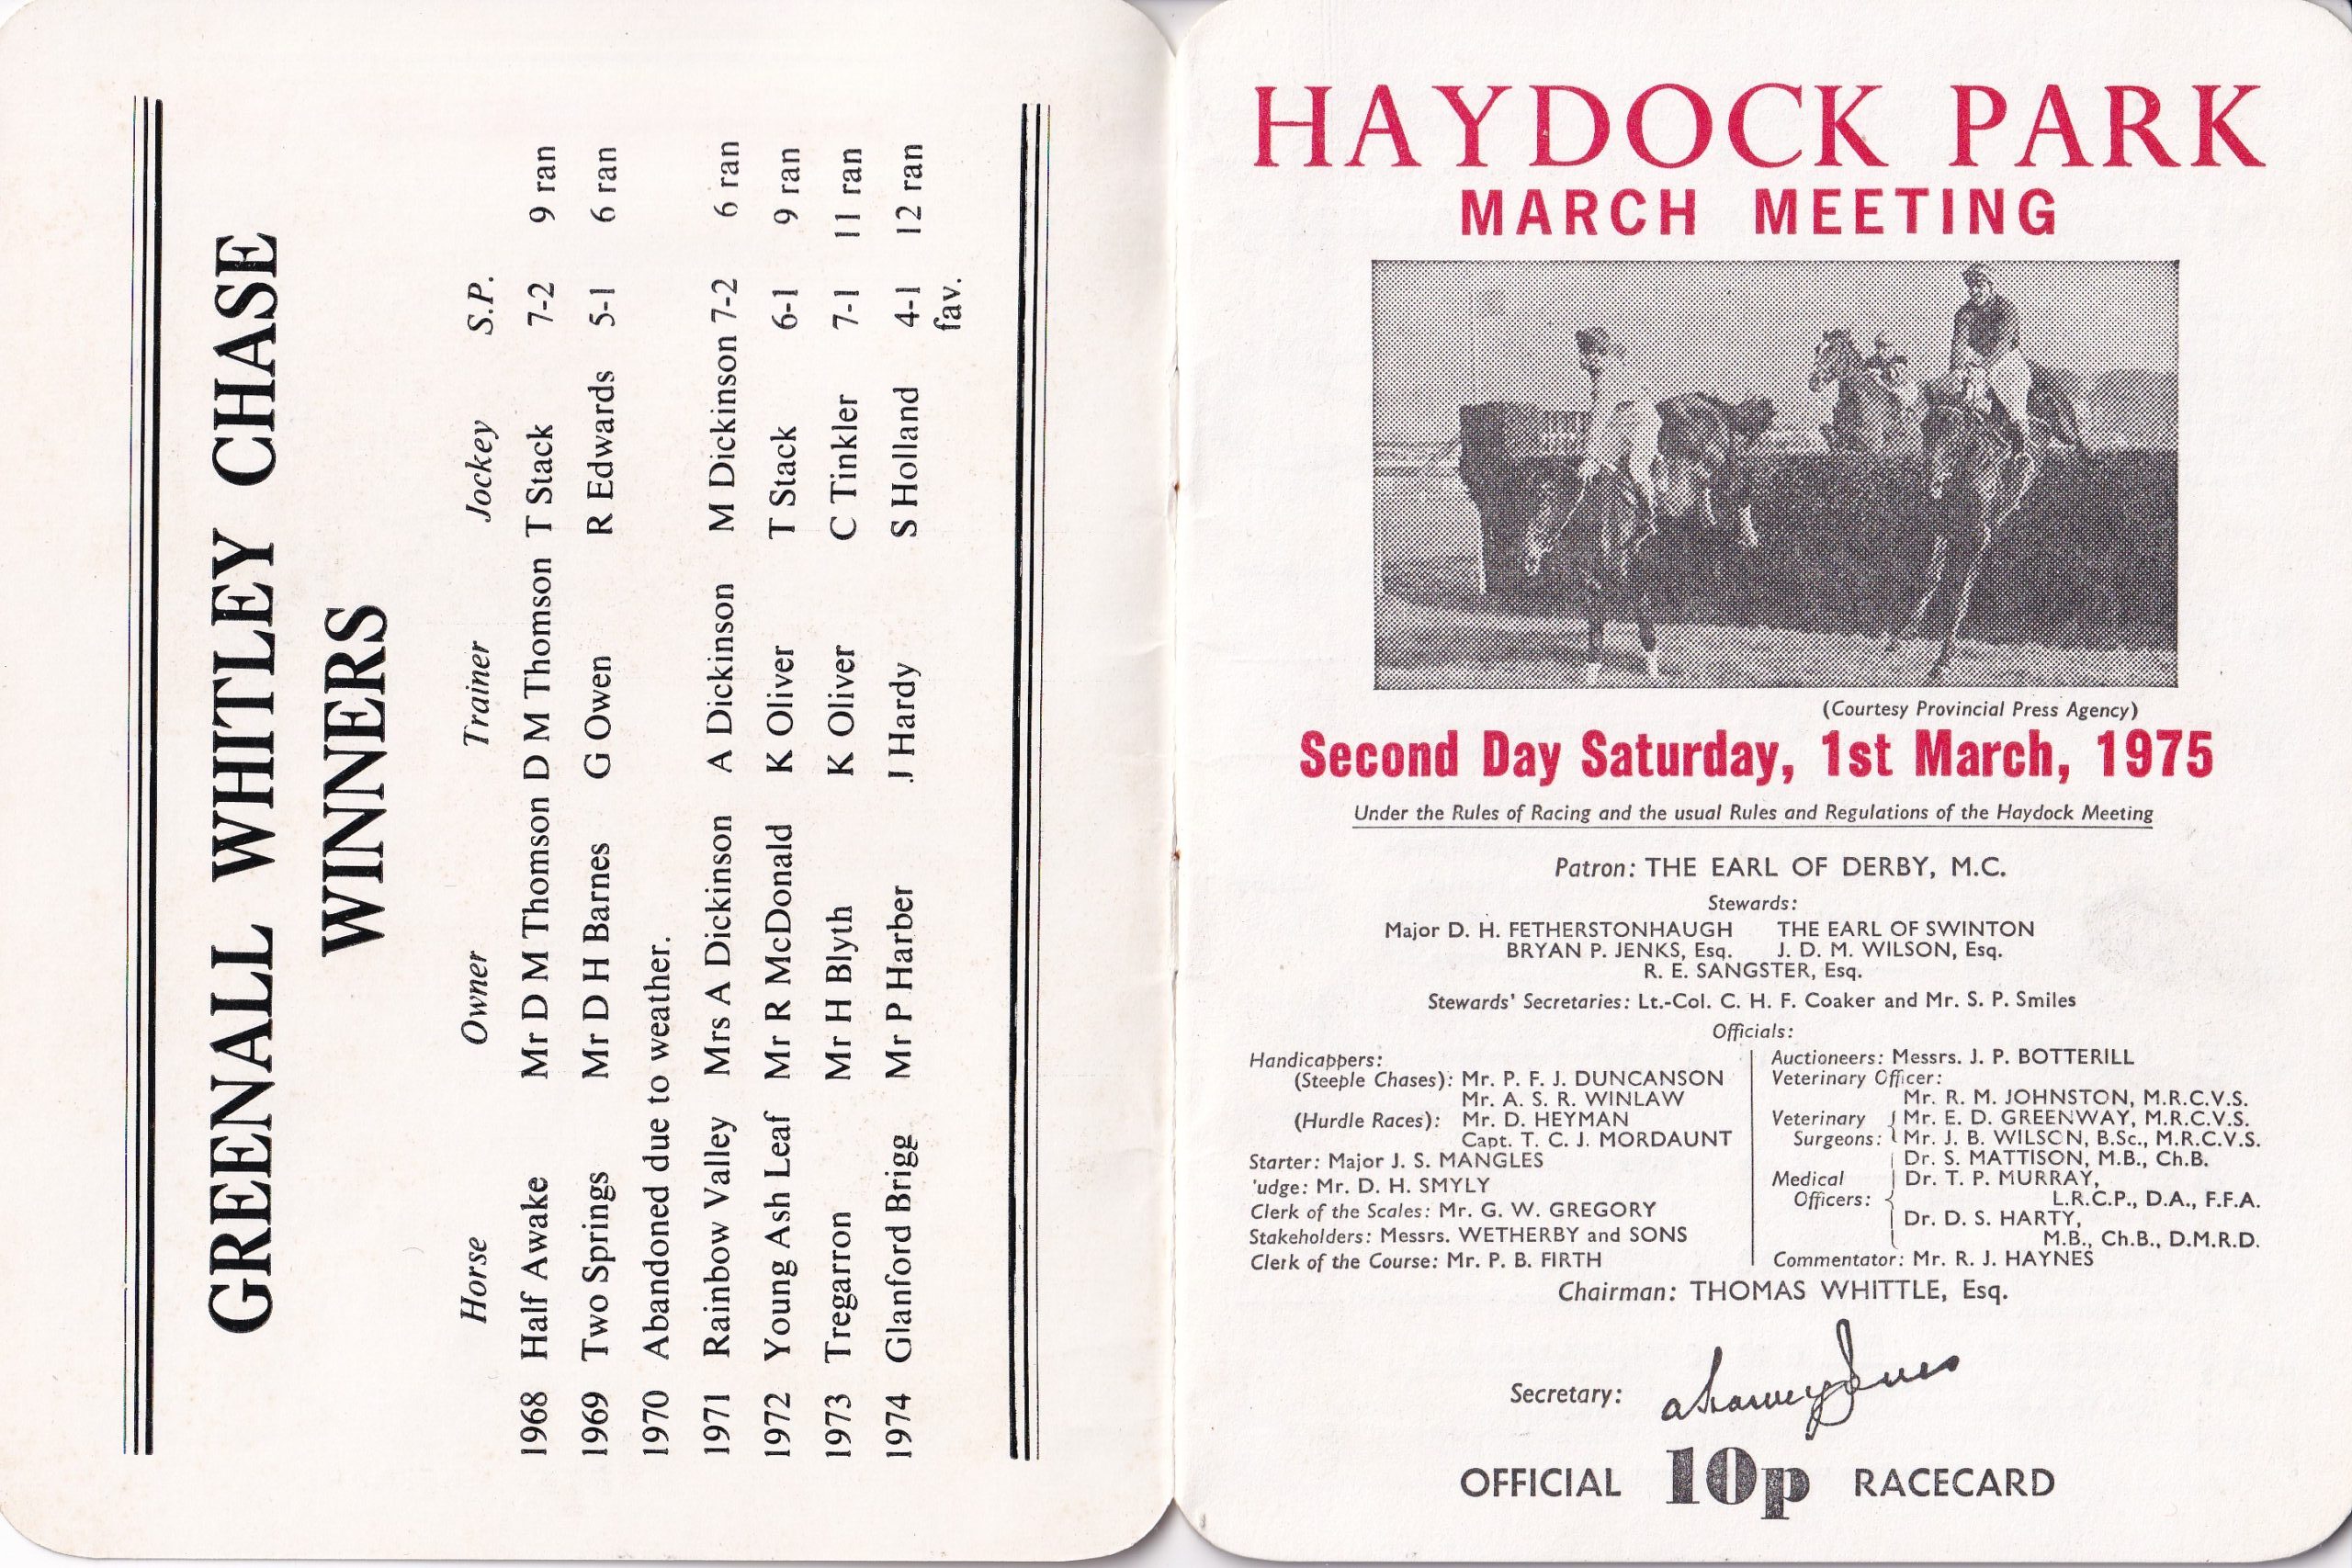 GREENALL WHITLEY CHASE
WINNERS
Horse Owner Trainer Jockey S.P.
1968 Half Awake Mr D M Thomson D M Thomson T Stack 7-2 9 ran
1969 Two Springs Mr D H Barnes G Owen R Edwards 5-1 6 ran
1970 Abandoned due to weather.
1971 Rainbow Valley Mrs A Dickinson A Dickinson M Dickinson 7-2 6 ran
1972 Young Ash Leaf Mr R McDonald K Oliver T Stack 6-1 9 ran
1973 Tregarron Mr H Blyth K Oliver C Tinkler 7-1 11 ran
1974 Glanford Brigg Mr P Harber J Hardy S Holland 4-1 12 ran
fav.
HAYDOCK PARK
MARCH MEETING
(Courtesy Provincial Press Agency)
Second Day Saturday, 1st March, 1975
Under the Rules of Racing and the usual Rules and Regulations of the Haydock Meeting
Patron: THE EARL OF DERBY, M.C.
Stewards:
Major D. H. FETHERSTONHAUGH THE EARL OF SWINTON
BRYAN P. JENKS, Esq. J. D. M. WILSON, Esq.
R. E. SANGSTER, Esq.
Stewards' Secretaries: Lt.-Col. C. H. F. Coaker and Mr. S. P. Smiles
Officials:
Handicappers:
(Steeple Chases): Mr. P. F. J. DUNCANSON
Mr. A. S. R. WINLAW
(Hurdle Races): Mr. D. HEYMAN
Capt. T. C. J. MORDAUNT
Starter: Major J. S. MANGLES
'udge: Mr. D. H. SMYLY
Clerk of the Scales: Mr. G. W. GREGORY
Stakeholders: Messrs. WETHERBY and SONS
Clerk of the Course: Mr. P. B. FIRTH
Auctioneers: Messrs. J. P. BOTTERILL
Veterinary Officer:
Mr. R. M. JOHNSTON, M.R.C.V.S.
Veterinary Mr. E. D. GREENWAY, M.R.C.V.S.
Surgeons: Mr. J. B. WILSON, B.Sc., M.R.C.V.S.
Dr. S. MATTISON, M.B., Ch.B.
Medical Dr. T. P. MURRAY,
Officers: L.R.C.P., D.A., F.F.A.
Dr. D. S. HARTY,
M.B., Ch.B., D.M.R.D.
Commentator: Mr. R. J. HAYNES
Chairman: THOMAS WHITTLE, Esq.
Secretary:
OFFICIAL 10p RACECARD